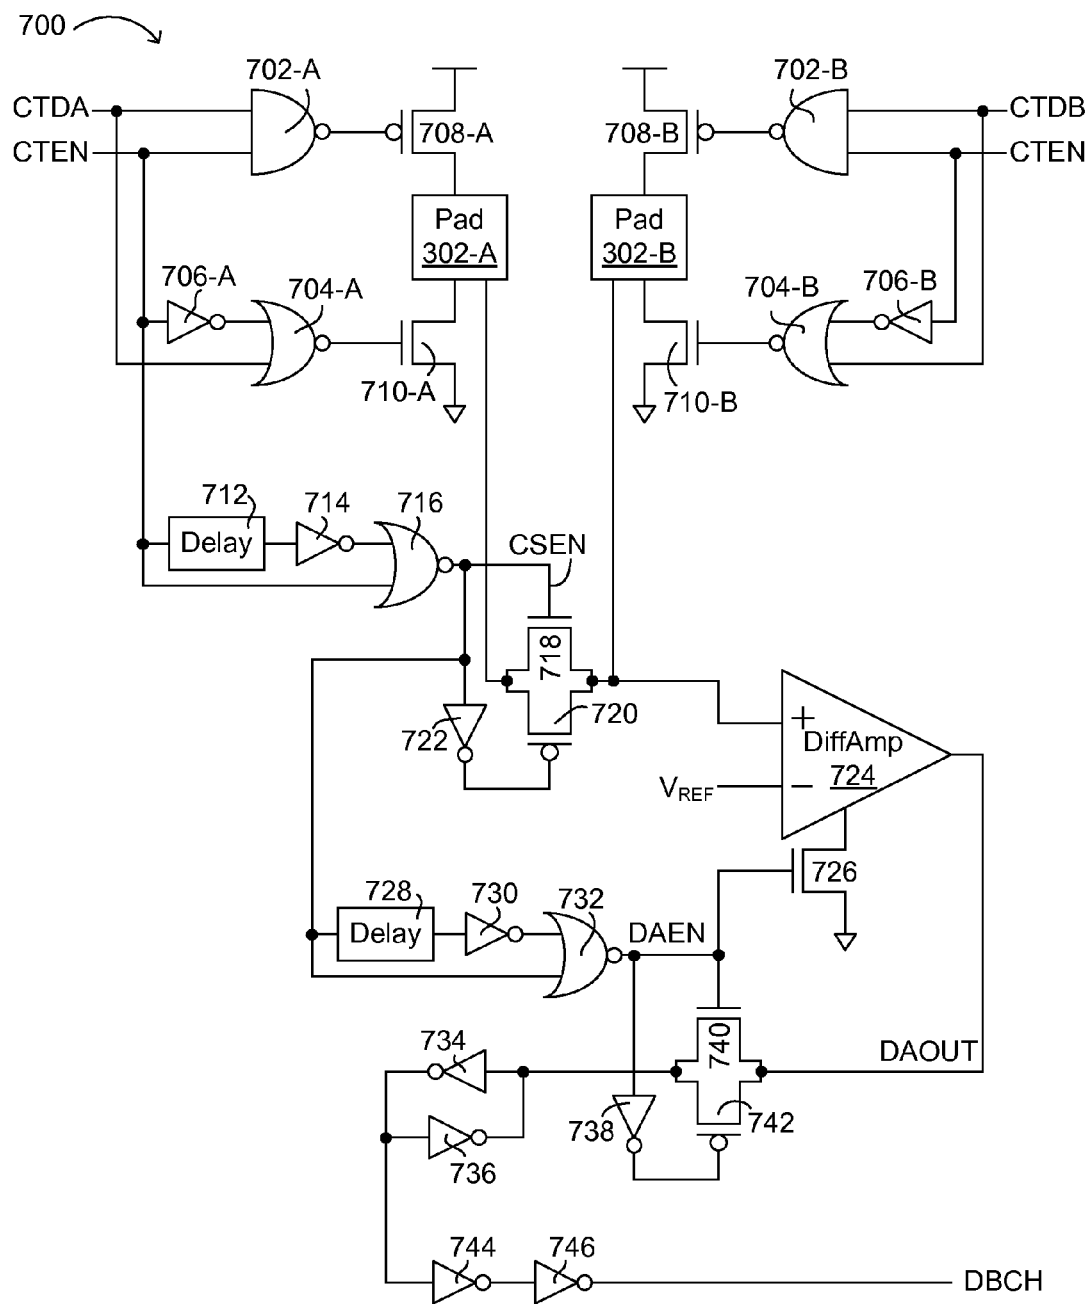 700
702-A
702-B
CTDA
CTDB
CTEN
CTEN
708-A
708-B
Pad
302-A
Pad
302-B
706-A
704-A
704-B
706-B
710-A
710-B
712
714
716
Delay
CSEN
718
720
722
+
DiffAmp
724
−
VREF
726
728
730
732
Delay
DAEN
734
740
DAOUT
736
738
742
744
746
DBCH